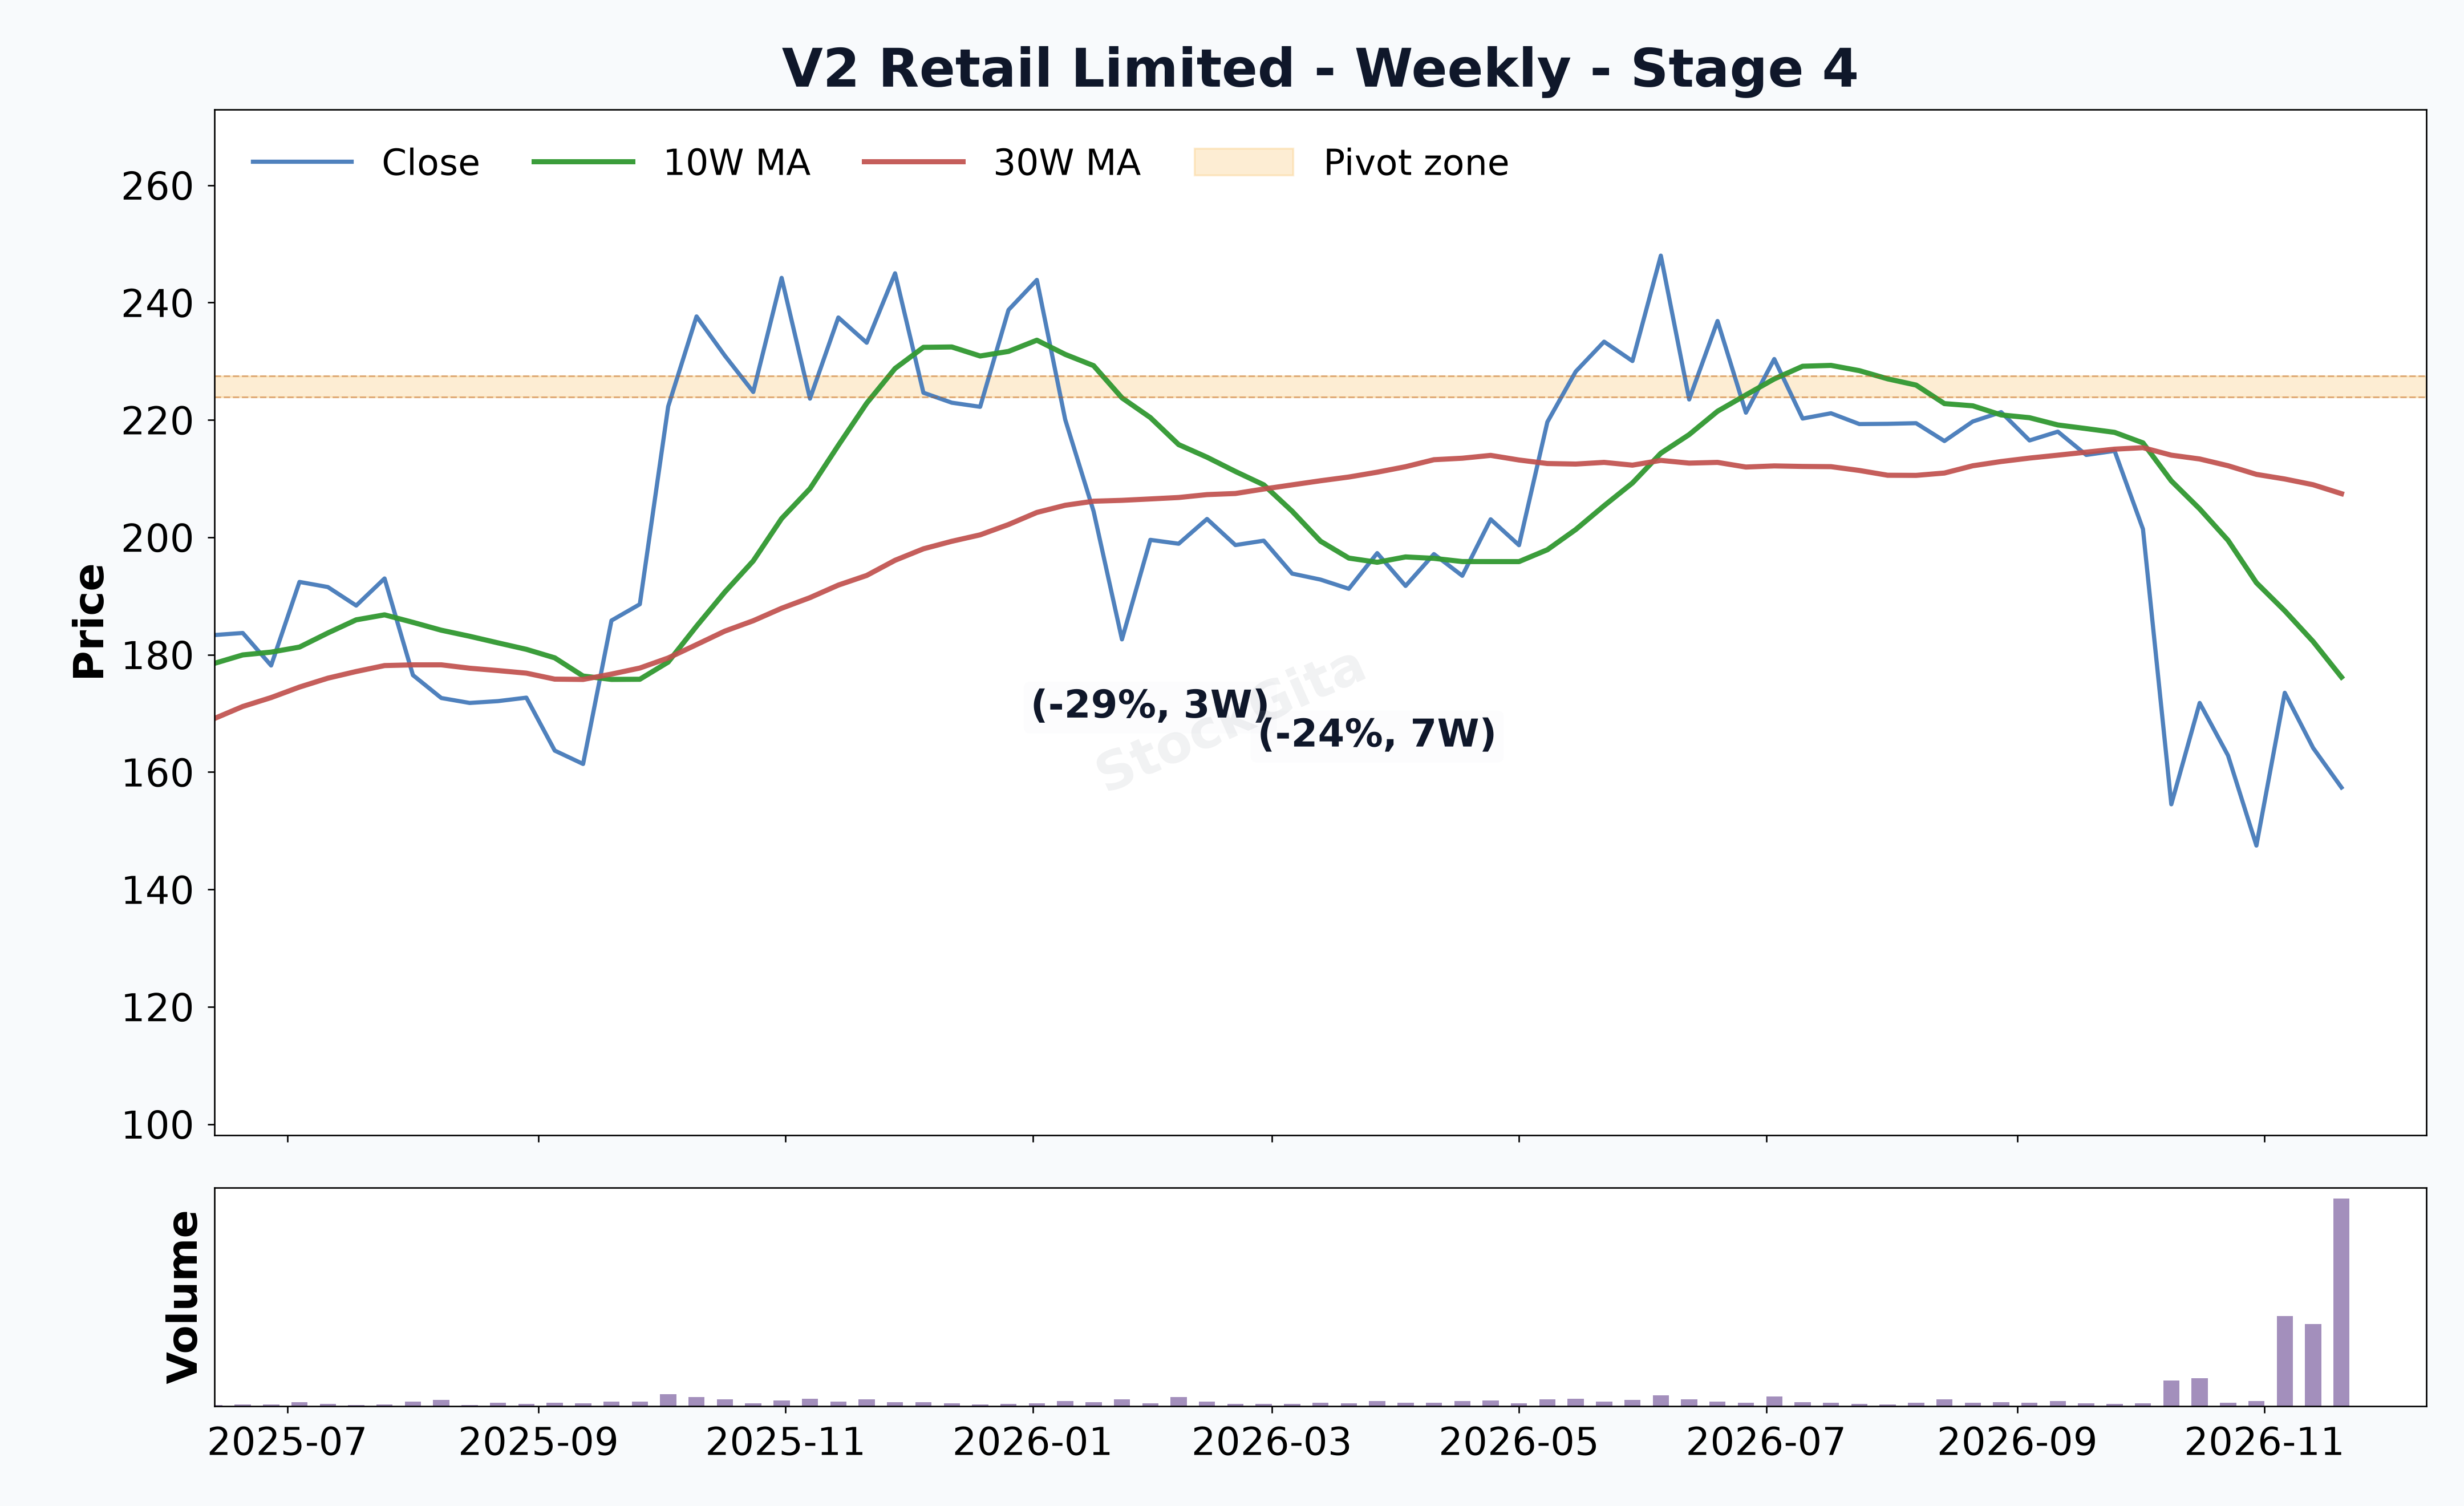 V2 Retail Limited - Weekly - Stage 4
Close 10W MA 30W MA Pivot zone
260
240
220
200
180
160
140
120
100
Price
(-29%, 3W)
(-24%, 7W)
StockGita
Volume
2025-07 2025-09 2025-11 2026-01 2026-03 2026-05 2026-07 2026-09 2026-11